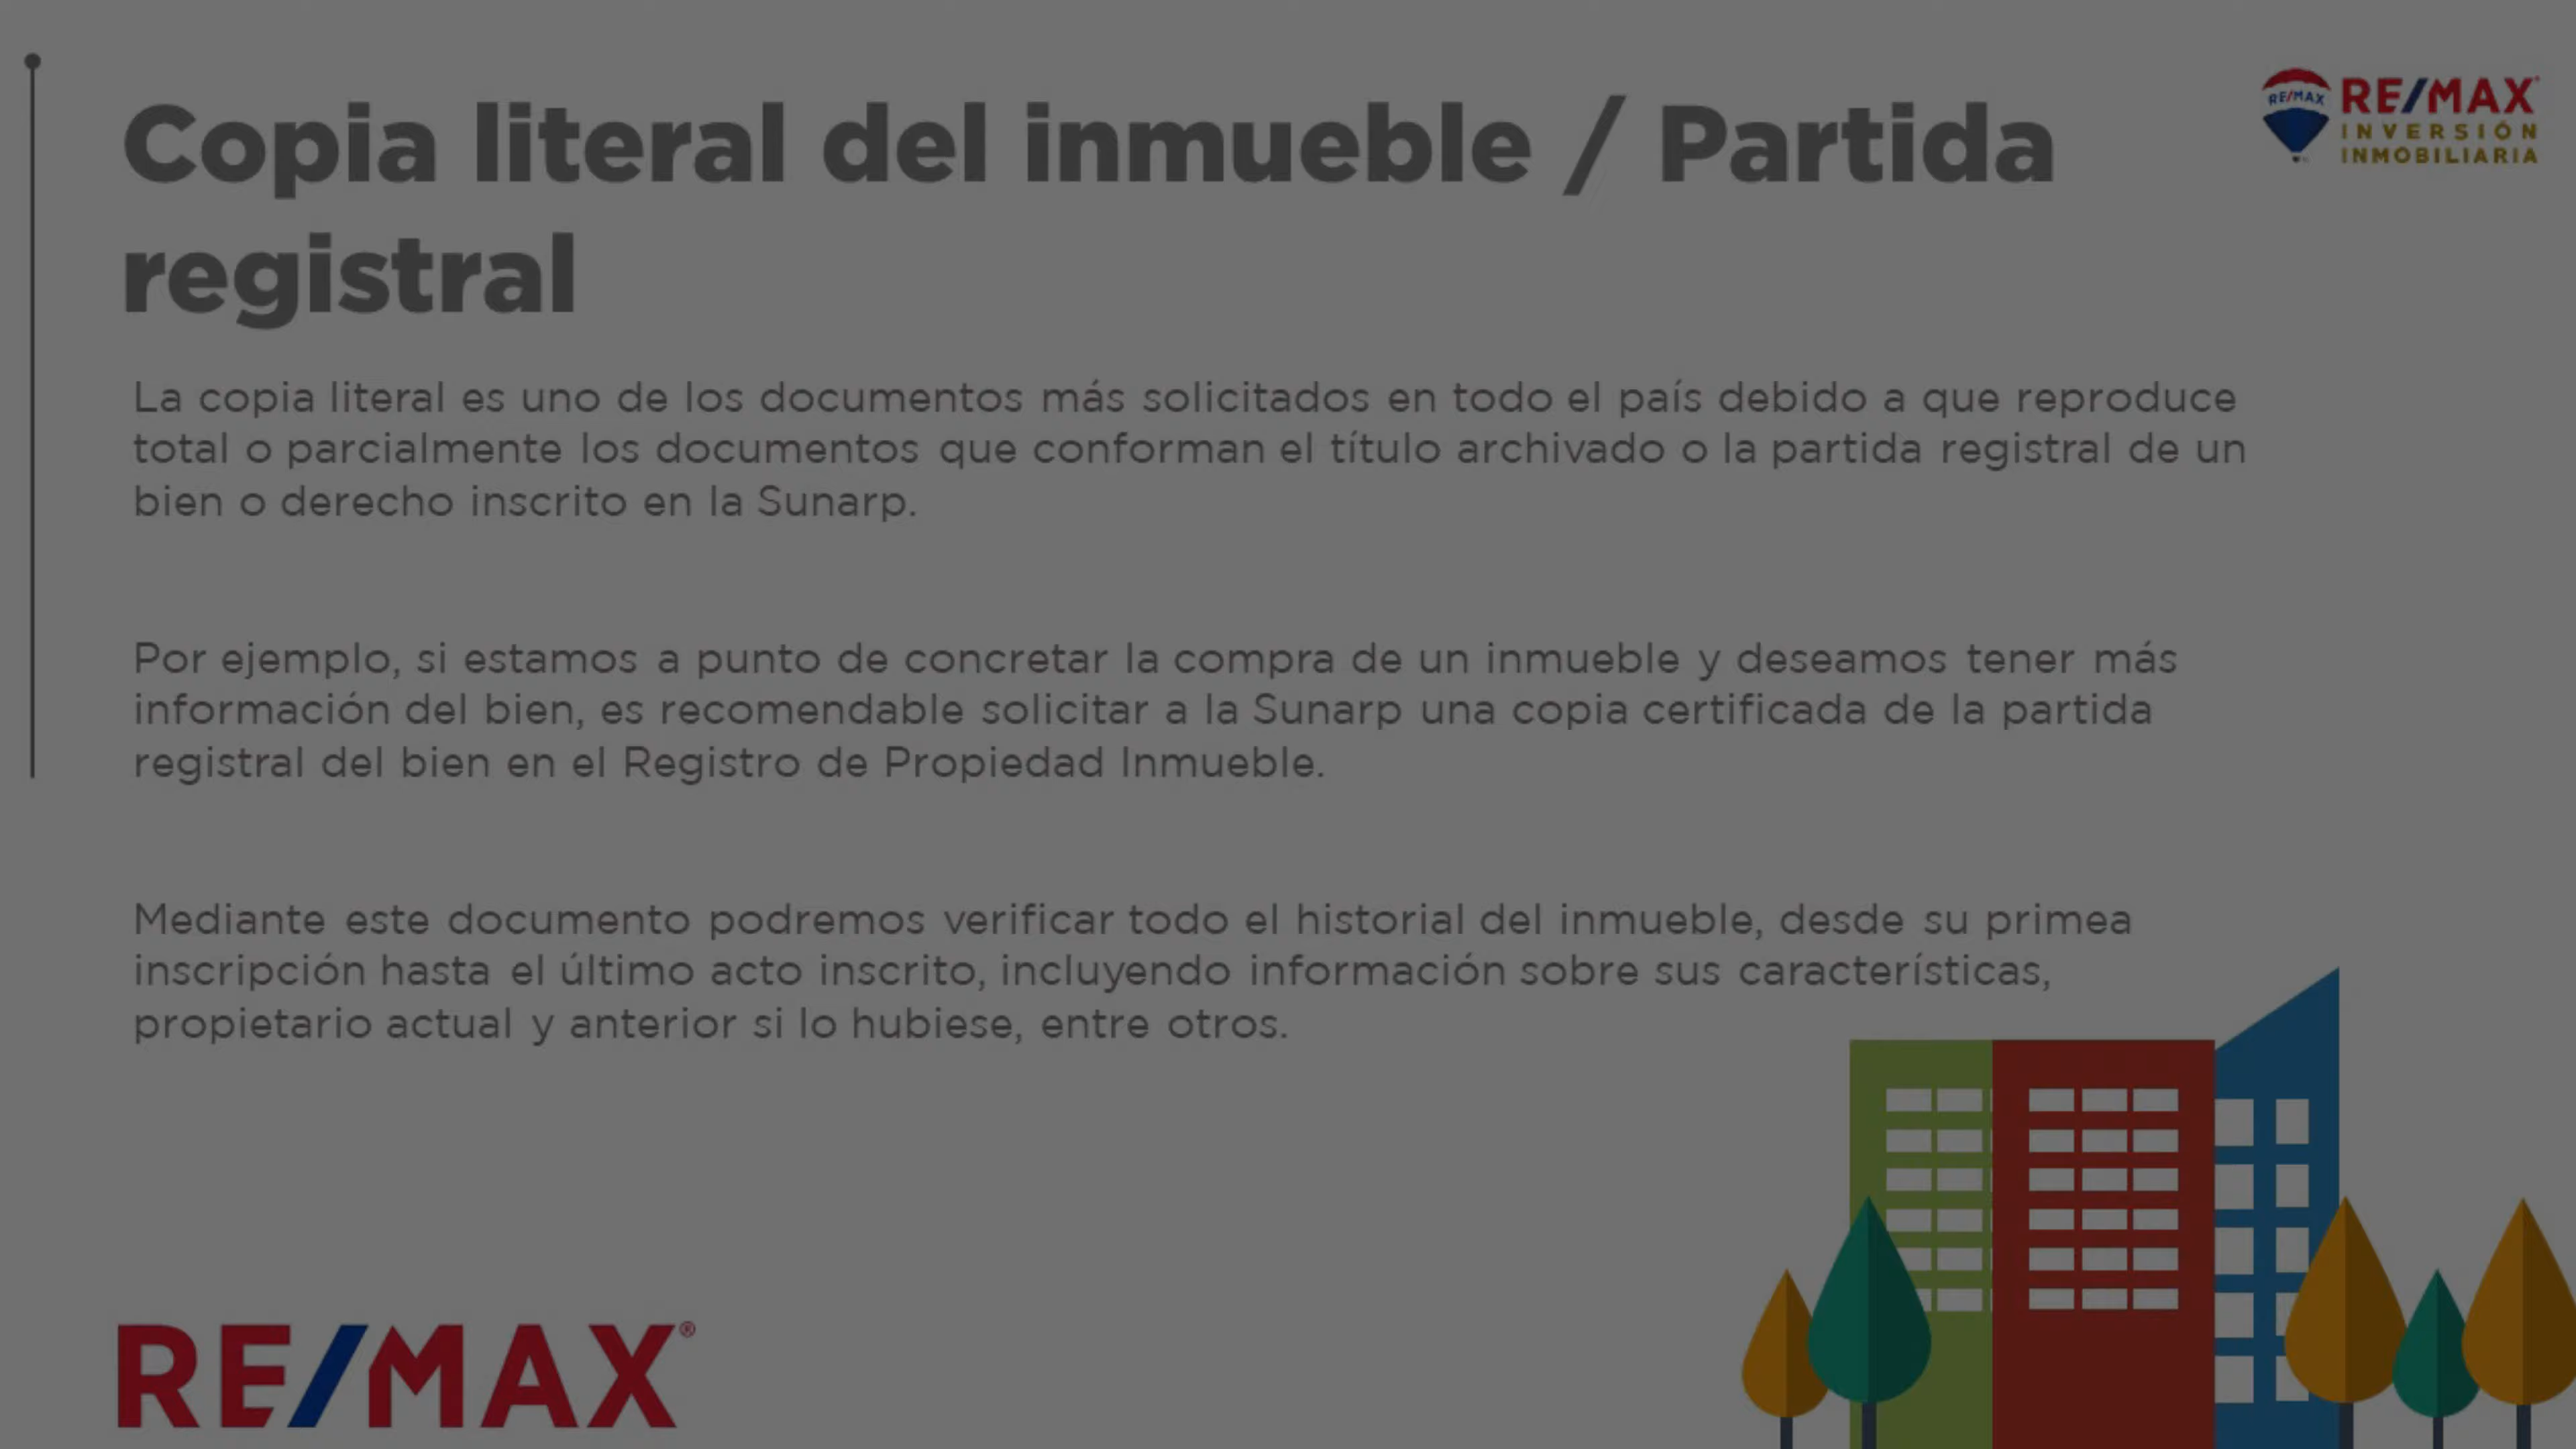 Copia literal del inmueble / Partida
registral
RE/MAX
RE/MAX
INVERSIÓN
INMOBILIARIA
La copia literal es uno de los documentos más solicitados en todo el país debido a que reproduce
total o parcialmente los documentos que conforman el título archivado o la partida registral de un
bien o derecho inscrito en la Sunarp.
Por ejemplo, si estamos a punto de concretar la compra de un inmueble y deseamos tener más
información del bien, es recomendable solicitar a la Sunarp una copia certificada de la partida
registral del bien en el Registro de Propiedad Inmueble.
Mediante este documento podremos verificar todo el historial del inmueble, desde su primea
inscripción hasta el último acto inscrito, incluyendo información sobre sus características,
propietario actual y anterior si lo hubiese, entre otros.
RE/MAX®